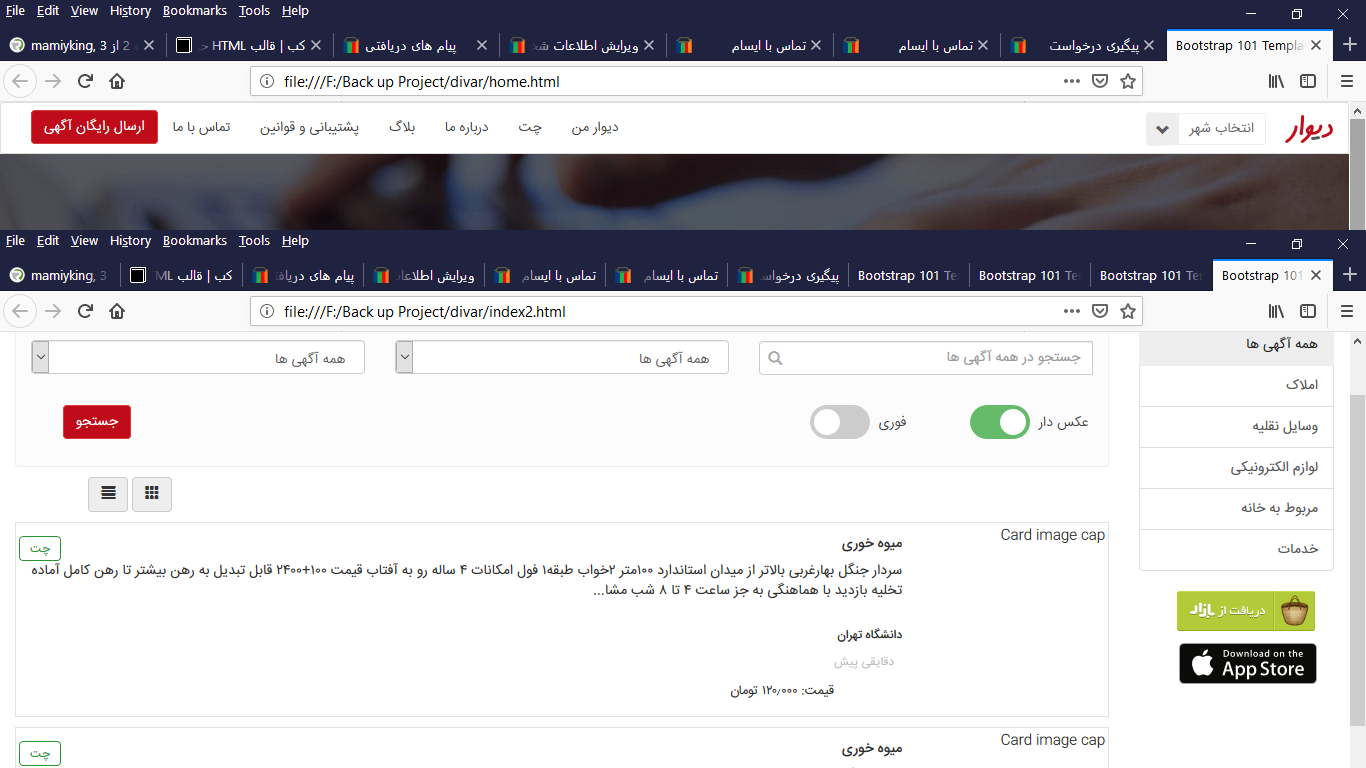 File Edit View History Bookmarks Tools Help
mamiyking, 3 از 2
کب | قالب HTML
پیام های دریافتی
ویرایش اطلاعات
تماس با ایسام
تماس با ایسام
پیگیری درخواست
Bootstrap 101 Templa
file:///F:/Back up Project/divar/home.html
دیوار
انتخاب شهر
دیوار من
چت
درباره ما
بلاگ
پشتیبانی و قوانین
تماس با ما
ارسال رایگان آگهی
File Edit View History Bookmarks Tools Help
mamiyking, 3
کب | قالب ML
پیام های دریاف
ویرایش اطلاعات
تماس با ایسام
تماس با ایسام
پیگیری درخواس
Bootstrap 101 Te
Bootstrap 101 Te
Bootstrap 101 Te
Bootstrap 101
file:///F:/Back up Project/divar/index2.html
همه آگهی ها
املاک
وسایل نقلیه
لوازم الکترونیکی
مربوط به خانه
خدمات
دریافت از بازار
Download on the
App Store
جستجو در همه آگهی ها
همه آگهی ها
همه آگهی ها
عکس دار
فوری
جستجو
Card image cap
میوه خوری
چت
سردار جنگل بهارغربی بالاتر از میدان استاندارد ۱۰۰متر ۲خواب طبقه۱ فول امکانات ۴ ساله رو به آفتاب قیمت ۱۰۰+۲۴۰۰ قابل تبدیل به رهن بیشتر تا رهن کامل آماده
تخلیه بازدید با هماهنگی به جز ساعت ۴ تا ۸ شب مشا...
دانشگاه تهران
دقایقی پیش
قیمت: ۱۲۰٫۰۰۰ تومان
Card image cap
میوه خوری
چت